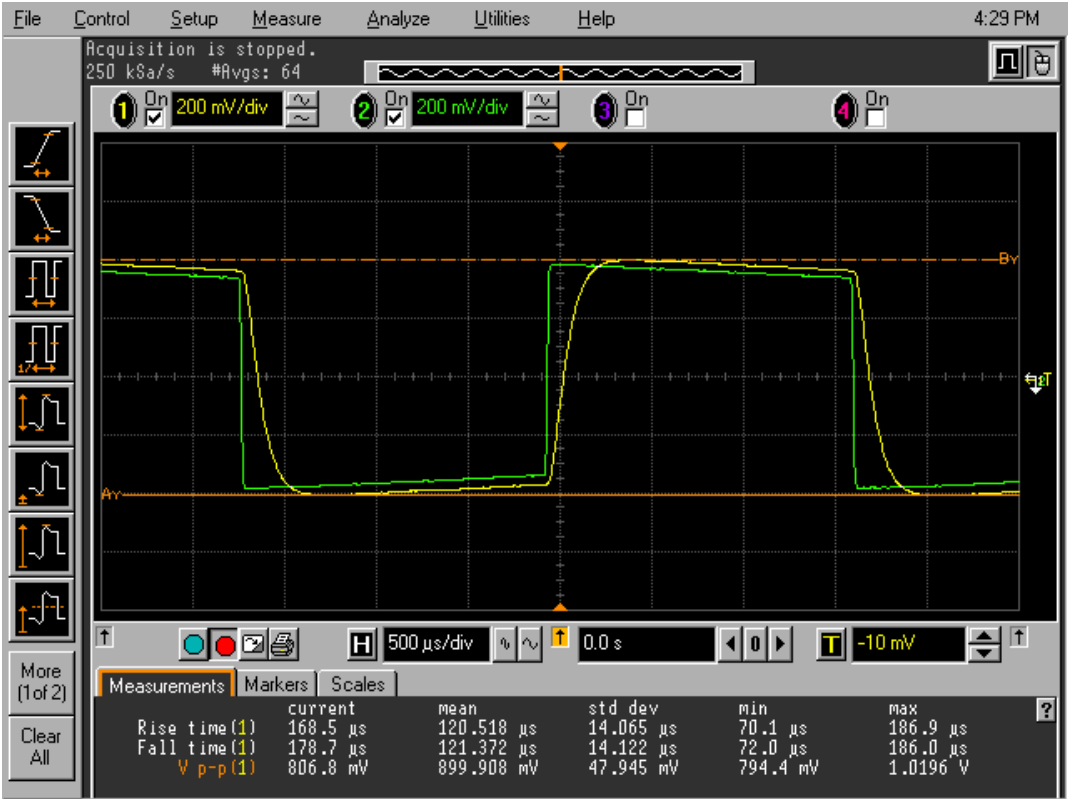 File Control Setup Measure Analyze Utilities Help 4:29 PM
Acquisition is stopped.
250 kSa/s #Avgs: 64
1 On 200 mV/div 2 On 200 mV/div 3 On 4 On
By
Ay
T
H 500 µs/div 0.0 s 0 T -10 mV
More
(1 of 2)
Clear
All
Measurements Markers Scales
current mean std dev min max ?
Rise time(1) 168.5 µs 120.518 µs 14.065 µs 70.1 µs 186.9 µs
Fall time(1) 178.7 µs 121.372 µs 14.122 µs 72.0 µs 186.0 µs
V p-p(1) 806.8 mV 899.908 mV 47.945 mV 794.4 mV 1.0196 V